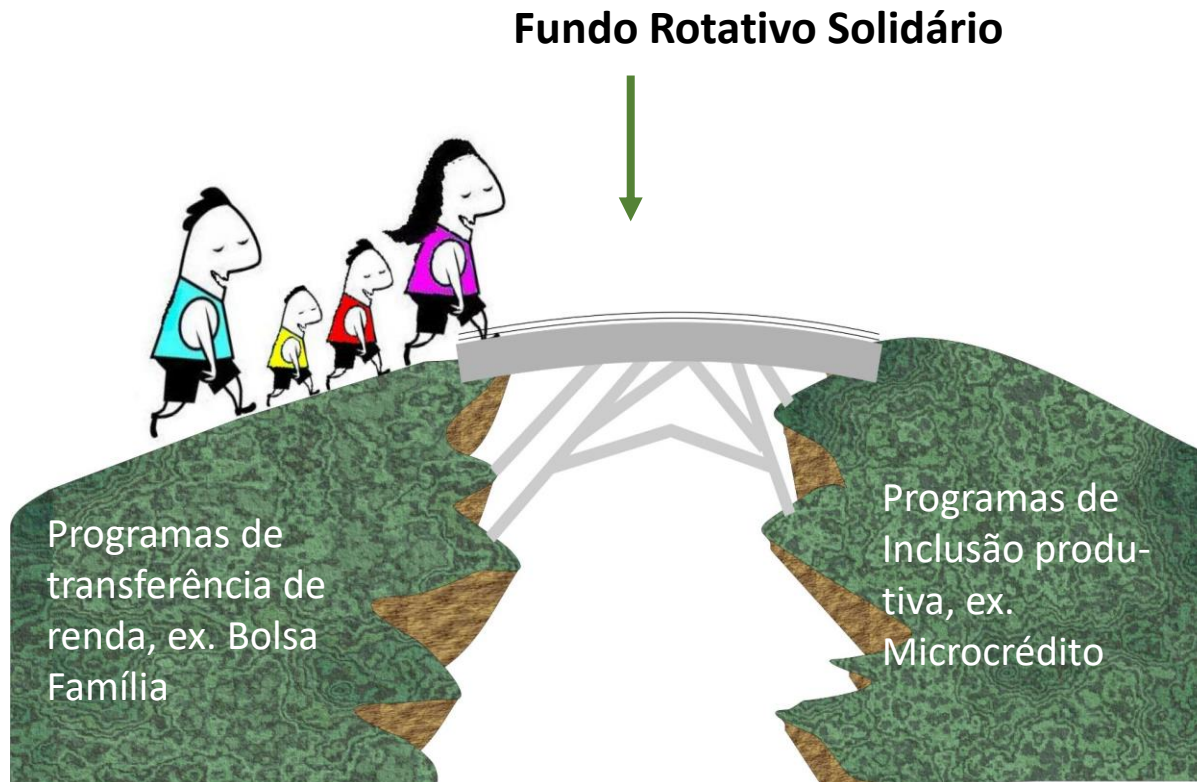 Fundo Rotativo Solidário
Programas de
transferência de
renda, ex. Bolsa
Família
Programas de
Inclusão produ-
tiva, ex.
Microcrédito